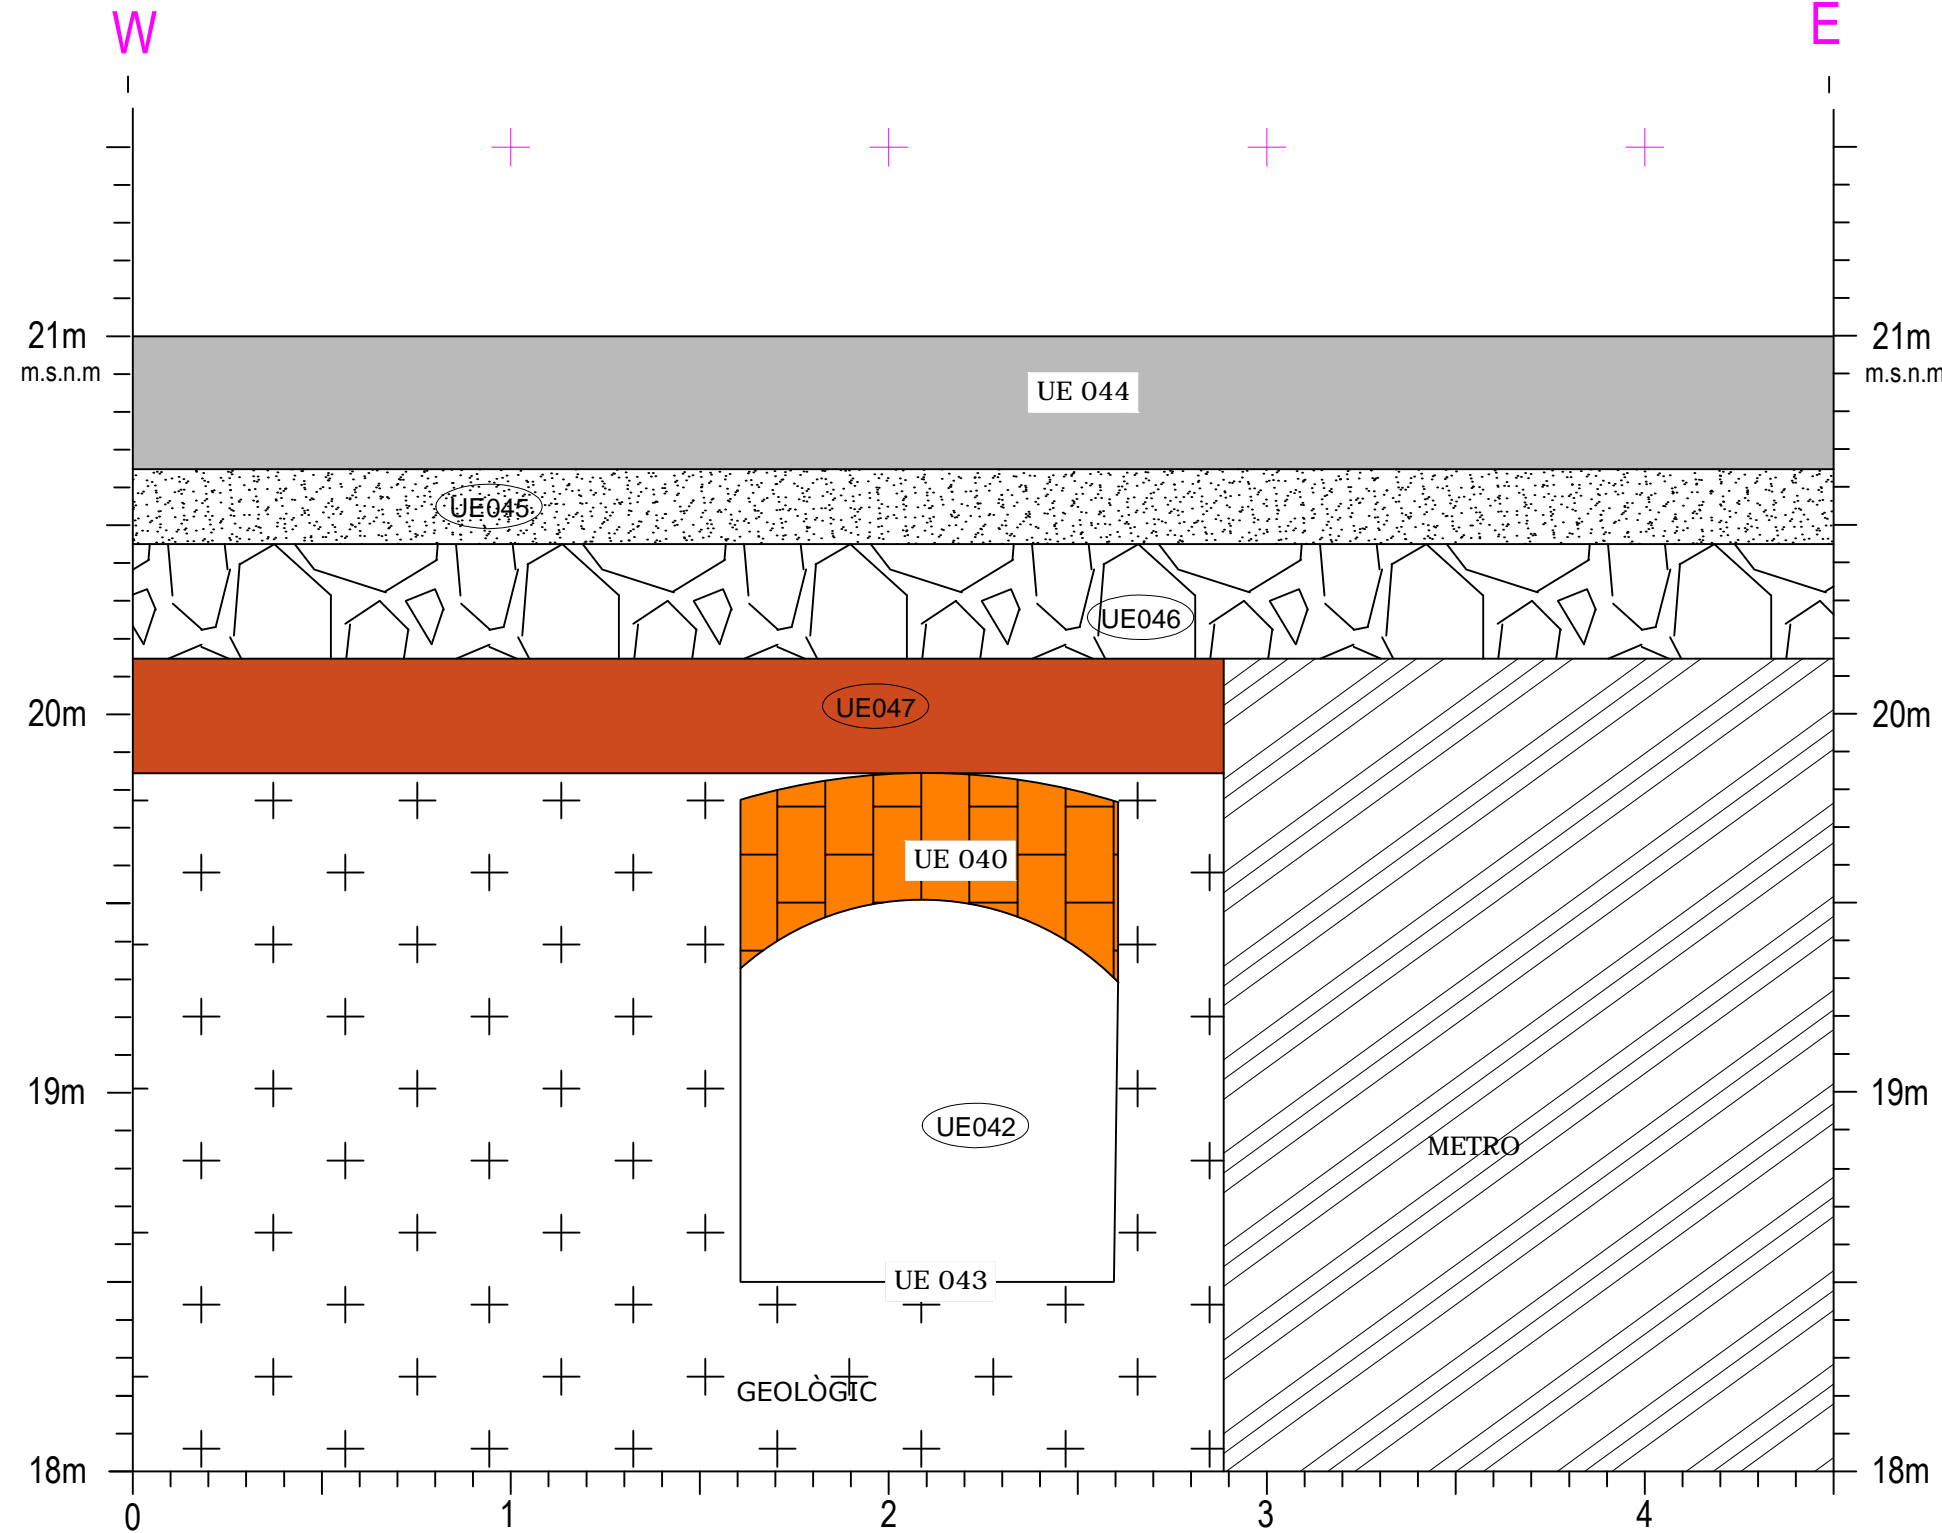 W E
21m 21m
m.s.n.m m.s.n.m
UE 044
UE045
UE046
UE047
20m 20m
UE 040
19m 19m
UE042
METRO
UE 043
GEOLÒGIC
18m 18m
0 1 2 3 4